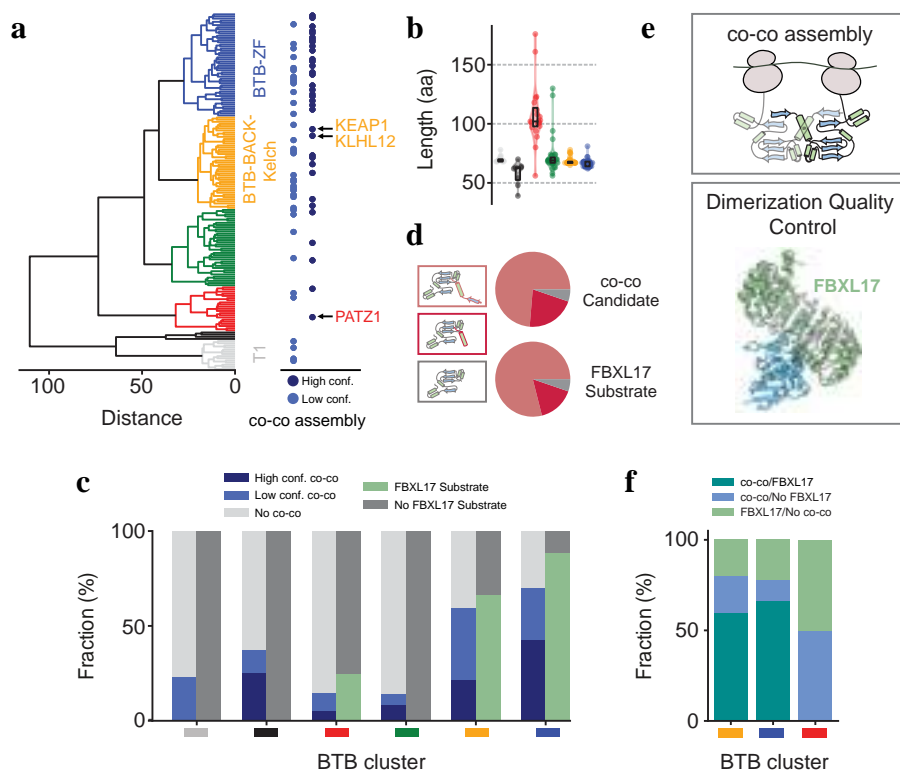 a
BTB-ZF
BTB-BACK-
Kelch
T1
KEAP1
KLHL12
PATZ1
100
50
0
Distance
High conf.
Low conf.
co-co assembly
b
Length (aa)
150
100
50
d
co-co
Candidate
FBXL17
Substrate
e
co-co assembly
Dimerization Quality
Control
FBXL17
c
High conf. co-co
Low conf. co-co
No co-co
FBXL17 Substrate
No FBXL17 Substrate
Fraction (%)
100
50
0
BTB cluster
f
co-co/FBXL17
co-co/No FBXL17
FBXL17/No co-co
Fraction (%)
100
50
0
BTB cluster